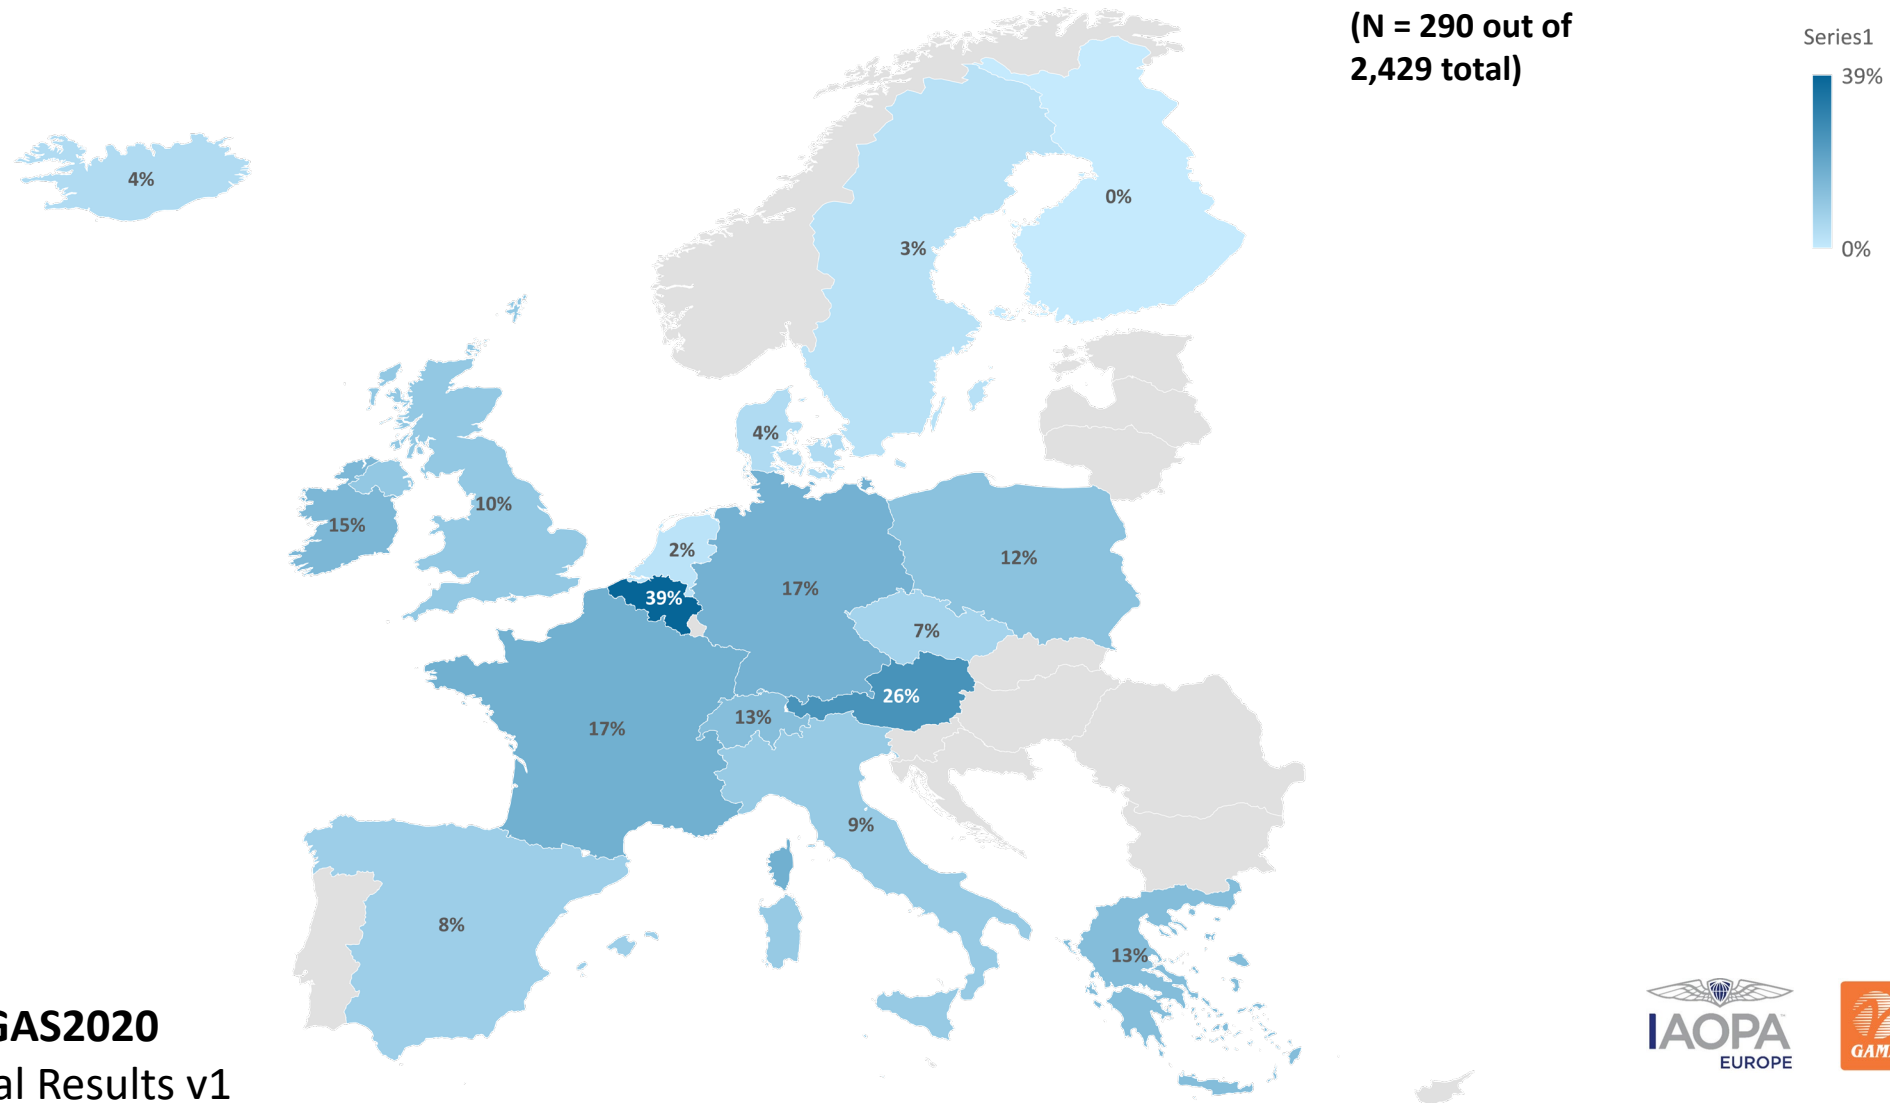 (N = 290 out of
2,429 total)
Series1
39%
0%
4%
0%
3%
4%
10%
15%
2%
12%
17%
39%
7%
26%
13%
17%
9%
8%
13%
GAS2020
al Results v1
IAOPA
EUROPE
GAM